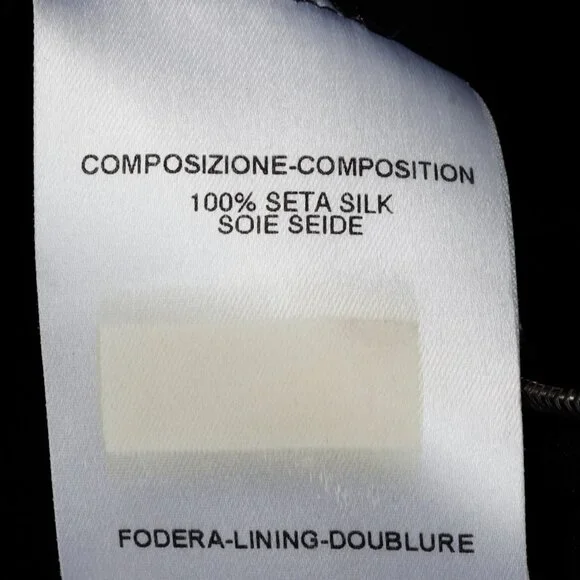 COMPOSIZIONE-COMPOSITION
100% SETA SILK
SOIE SEIDE
FODERA-LINING-DOUBLURE